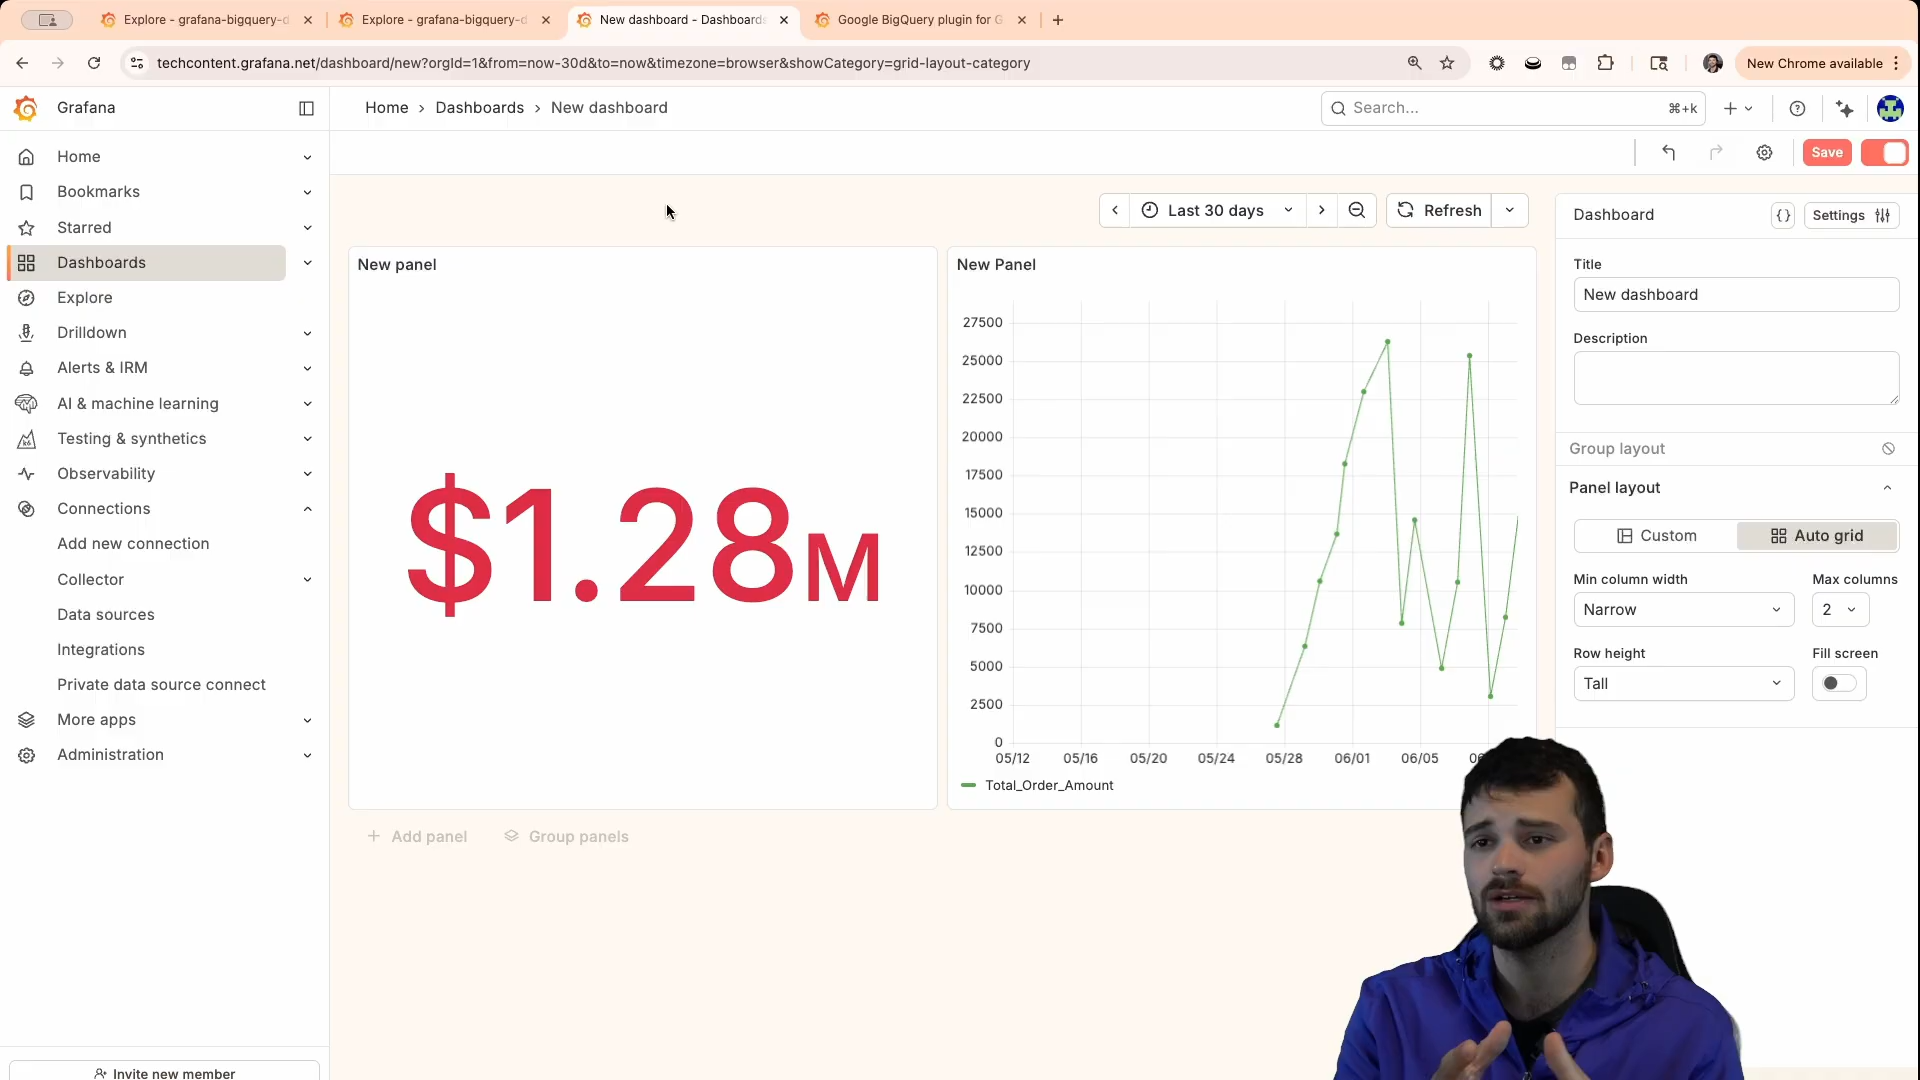 Explore - grafana-bigquery-d
Explore - grafana-bigquery-d
New dashboard - Dashboards
Google BigQuery plugin for G
techcontent.grafana.net/dashboard/new?orgId=1&from=now-30d&to=now&timezone=browser&showCategory=grid-layout-category
New Chrome available
Grafana
Home › Dashboards › New dashboard
Search...
⌘+k
Home
Bookmarks
Starred
Dashboards
Explore
Drilldown
Alerts & IRM
AI & machine learning
Testing & synthetics
Observability
Connections
Add new connection
Collector
Data sources
Integrations
Private data source connect
More apps
Administration
Invite new member
Save
Last 30 days
Refresh
New panel
$1.28M
New Panel
27500
25000
22500
20000
17500
15000
12500
10000
7500
5000
2500
0
05/12 05/16 05/20 05/24 05/28 06/01 06/05
Total_Order_Amount
+ Add panel
Group panels
Dashboard
{}
Settings
Title
New dashboard
Description
Group layout
Panel layout
Custom
Auto grid
Min column width
Max columns
Narrow
2
Row height
Fill screen
Tall